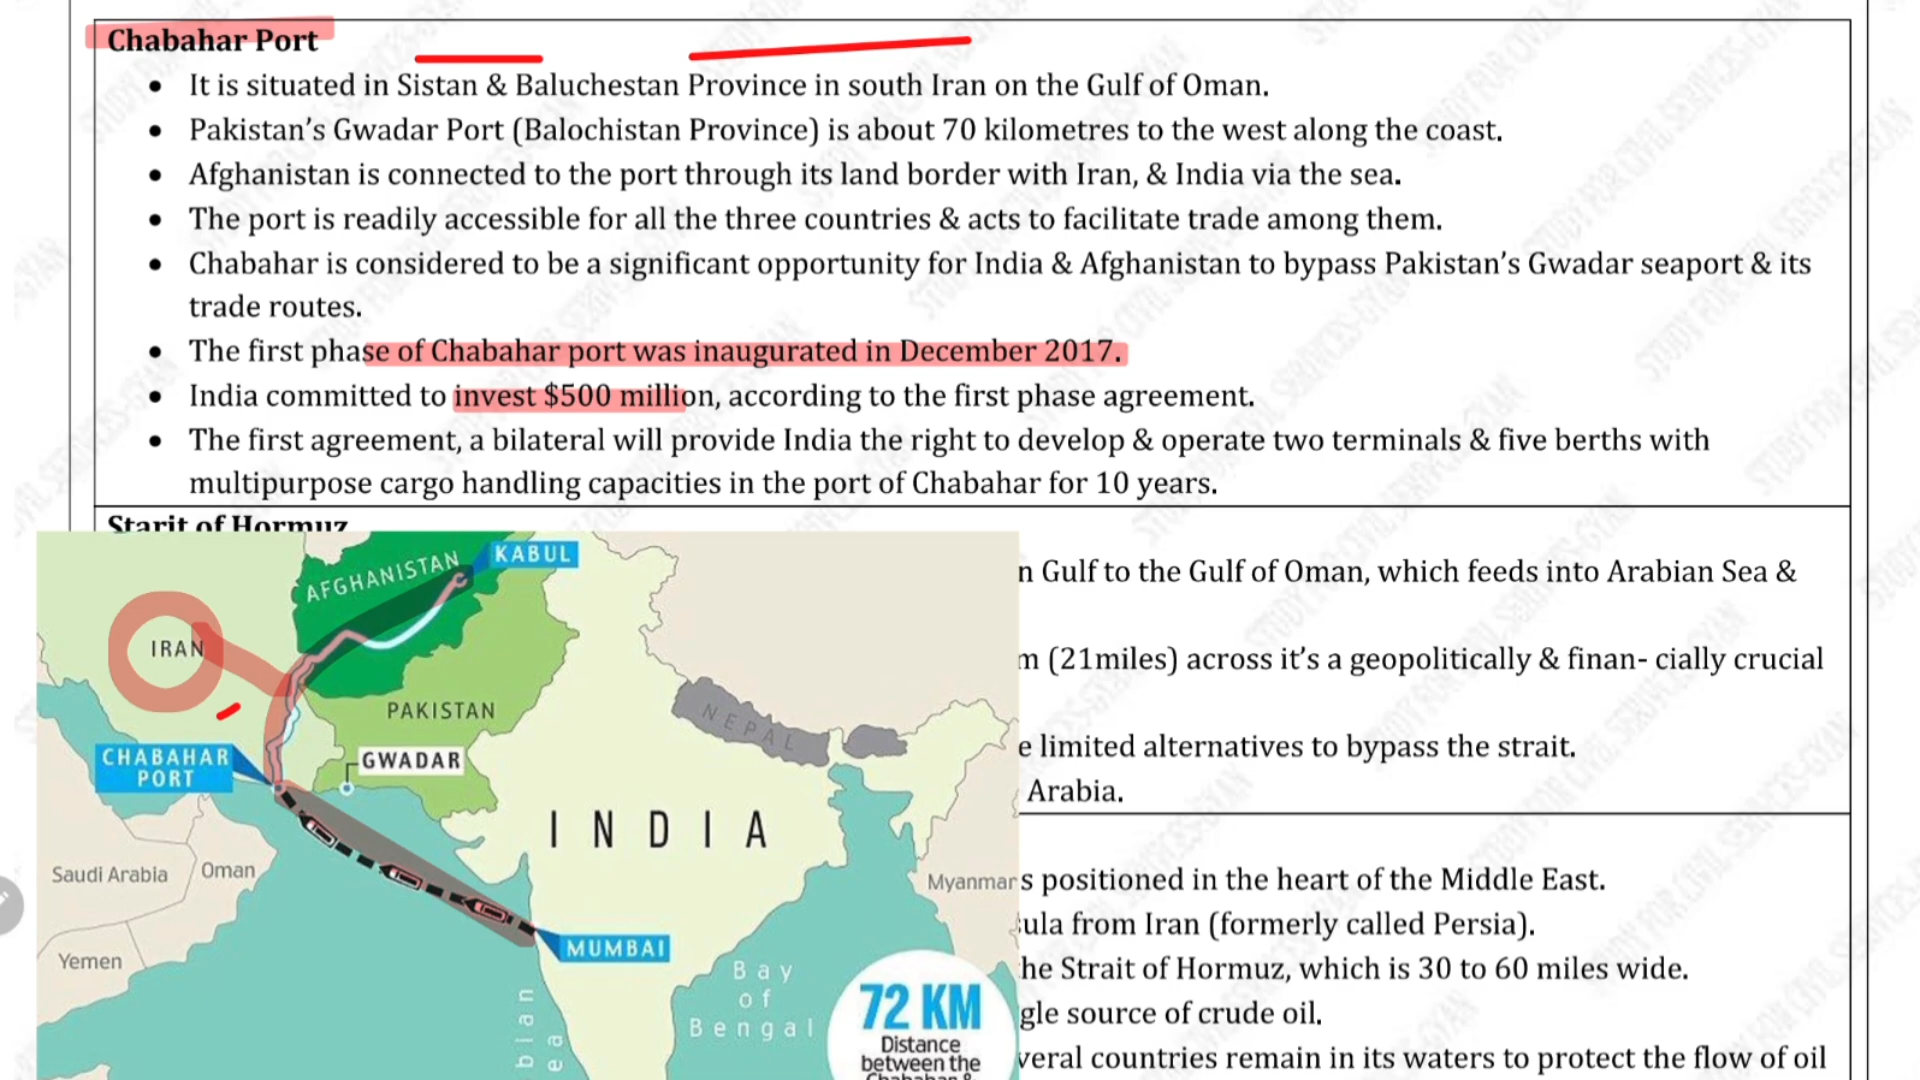 Chabahar Port
• It is situated in Sistan & Baluchestan Province in south Iran on the Gulf of Oman.
• Pakistan’s Gwadar Port (Balochistan Province) is about 70 kilometres to the west along the coast.
• Afghanistan is connected to the port through its land border with Iran, & India via the sea.
• The port is readily accessible for all the three countries & acts to facilitate trade among them.
• Chabahar is considered to be a significant opportunity for India & Afghanistan to bypass Pakistan’s Gwadar seaport & its
trade routes.
• The first phase of Chabahar port was inaugurated in December 2017.
• India committed to invest $500 million, according to the first phase agreement.
• The first agreement, a bilateral will provide India the right to develop & operate two terminals & five berths with
multipurpose cargo handling capacities in the port of Chabahar for 10 years.
Starit of Hormuz
n Gulf to the Gulf of Oman, which feeds into Arabian Sea &
m (21miles) across it’s a geopolitically & finan- cially crucial
e limited alternatives to bypass the strait.
Arabia.
s positioned in the heart of the Middle East.
ula from Iran (formerly called Persia).
he Strait of Hormuz, which is 30 to 60 miles wide.
gle source of crude oil.
veral countries remain in its waters to protect the flow of oil
AFGHANISTAN
KABUL
IRAN
PAKISTAN
NEPAL
CHABAHAR
PORT
GWADAR
INDIA
Saudi Arabia
Oman
Myanmar
Yemen
MUMBAI
Bay
of
Bengal
bian
ea
72 KM
Distance
between the
Chabahar &
STUDY FOR CIVIL SERVICES-GYAN